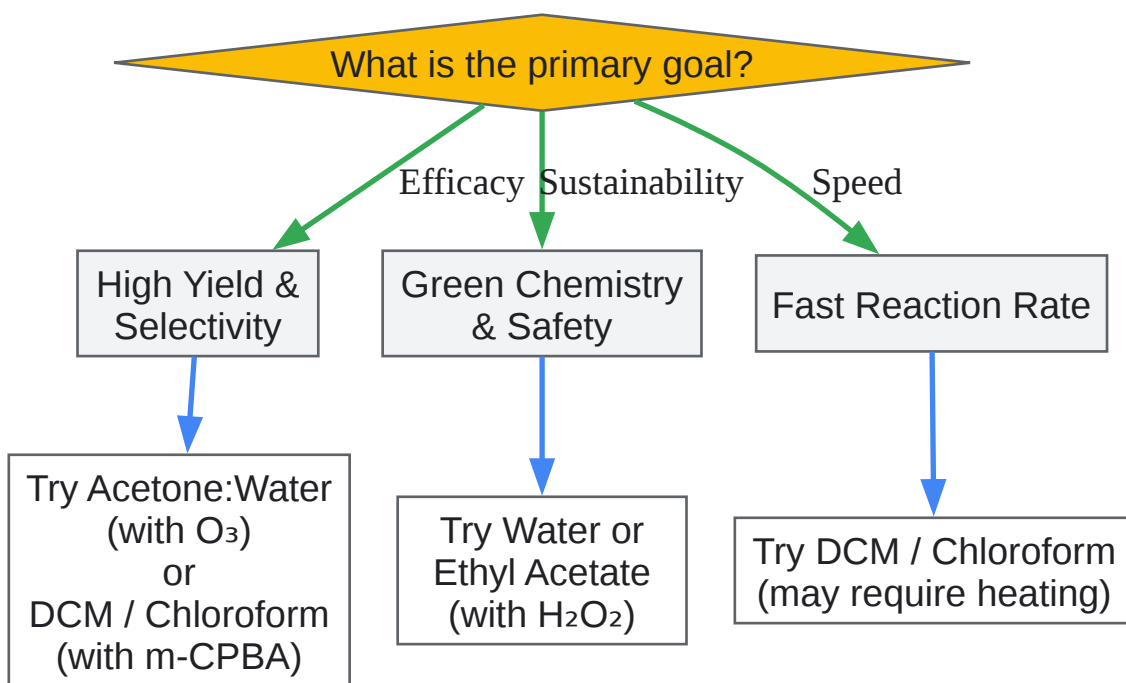 What is the primary goal?
Efficacy
Sustainability
Speed
High Yield &
Selectivity
Green Chemistry
& Safety
Fast Reaction Rate
Try Acetone:Water
(with O₃)
or
DCM / Chloroform
(with m-CPBA)
Try Water or
Ethyl Acetate
(with H₂O₂)
Try DCM / Chloroform
(may require heating)